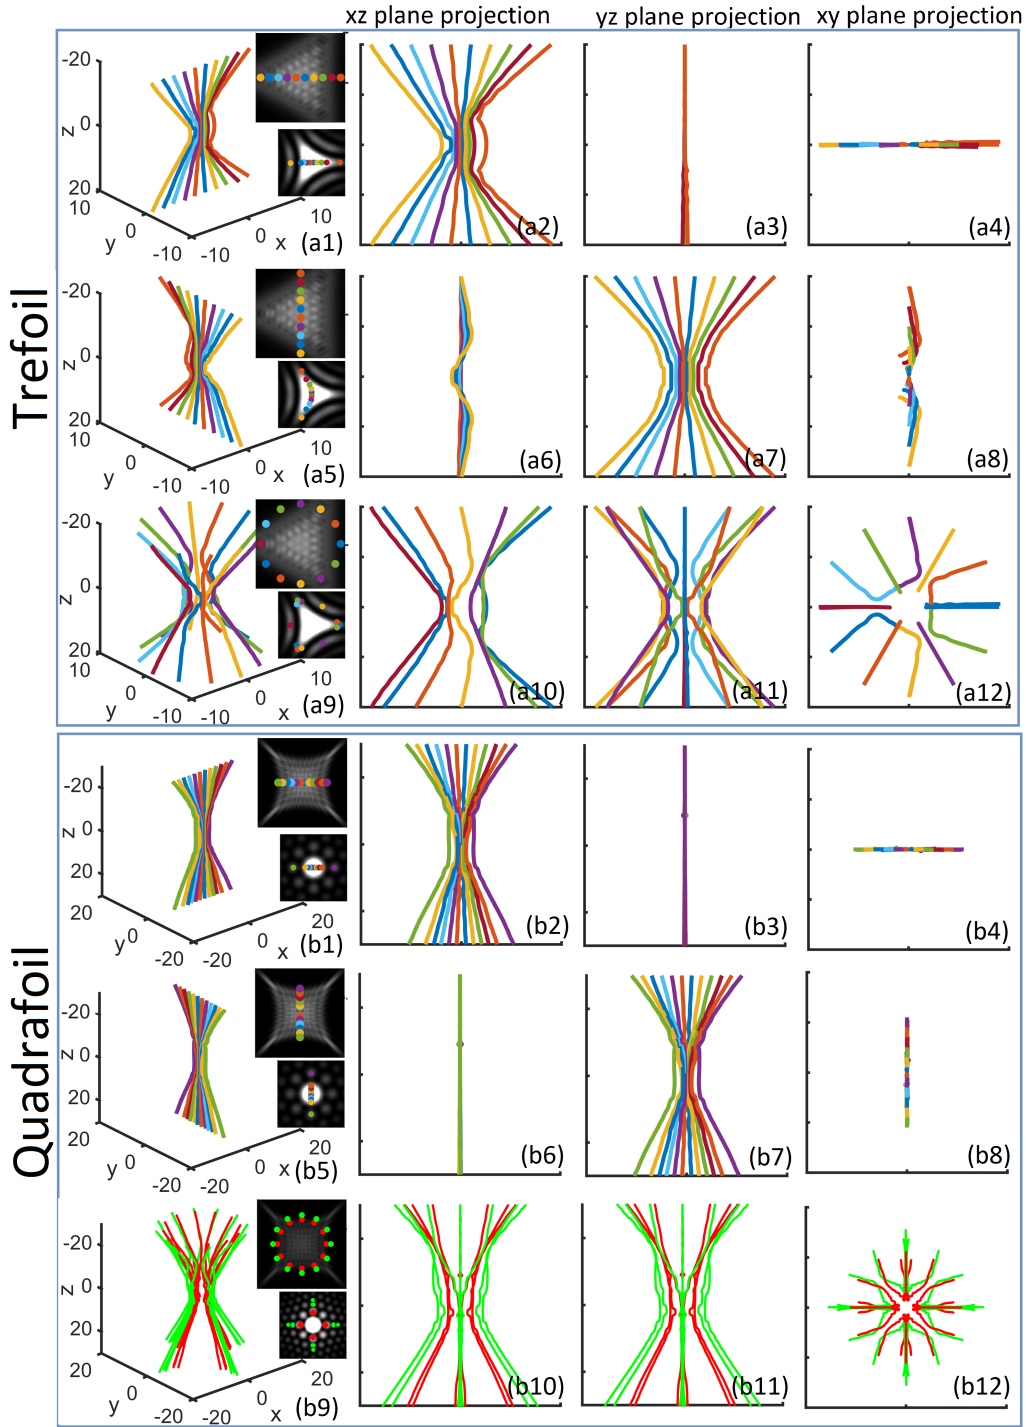 xz plane projection
yz plane projection
xy plane projection
Trefoil
-20
z 0
20
10
y 0
-10
-10
0
x
10
(a1)
(a2)
(a3)
(a4)
-20
z 0
20
10
y 0
-10
-10
0
x
10
(a5)
(a6)
(a7)
(a8)
-20
z 0
20
10
y 0
-10
-10
0
x
10
(a9)
(a10)
(a11)
(a12)
Quadrafoil
-20
z 0
20
20
y 0
-20
-20
0
x
20
(b1)
(b2)
(b3)
(b4)
-20
z 0
20
20
y 0
-20
-20
0
x
20
(b5)
(b6)
(b7)
(b8)
-20
z 0
20
20
y 0
-20
-20
0
x
20
(b9)
(b10)
(b11)
(b12)